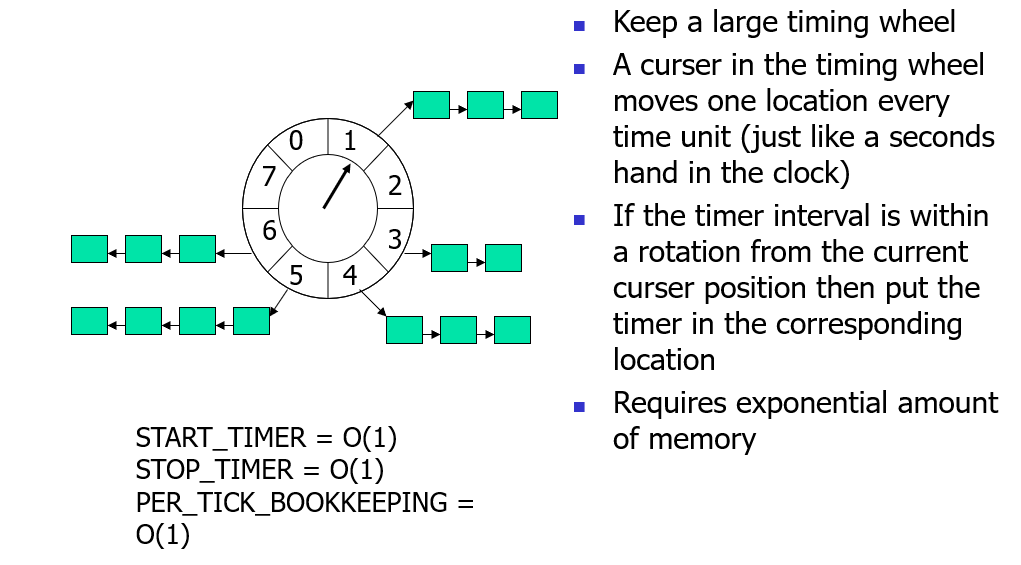 0
1
2
3
4
5
6
7
START_TIMER = O(1)
STOP_TIMER = O(1)
PER_TICK_BOOKKEEPING =
O(1)
Keep a large timing wheel
A curser in the timing wheel
moves one location every
time unit (just like a seconds
hand in the clock)
If the timer interval is within
a rotation from the current
curser position then put the
timer in the corresponding
location
Requires exponential amount
of memory